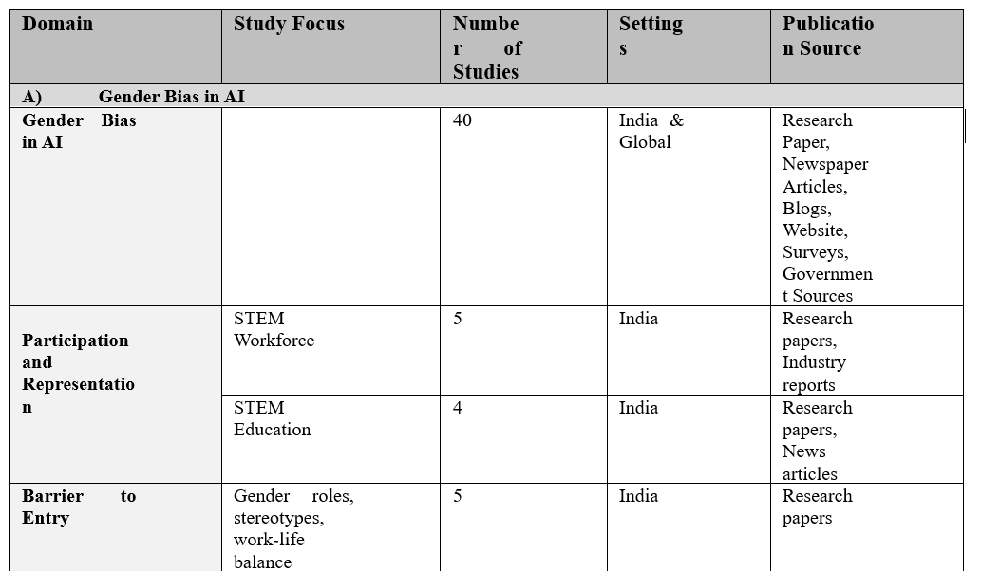 Domain
Study Focus
Numbe
r of
Studies
Setting
s
Publicatio
n Source
A) Gender Bias in AI
Gender Bias
in AI
40
India &
Global
Research
Paper,
Newspaper
Articles,
Blogs,
Website,
Surveys,
Governmen
t Sources
Participation
and
Representatio
n
STEM
Workforce
5
India
Research
papers,
Industry
reports
STEM
Education
4
India
Research
papers,
News
articles
Barrier to
Entry
Gender roles,
stereotypes,
work-life
balance
5
India
Research
papers